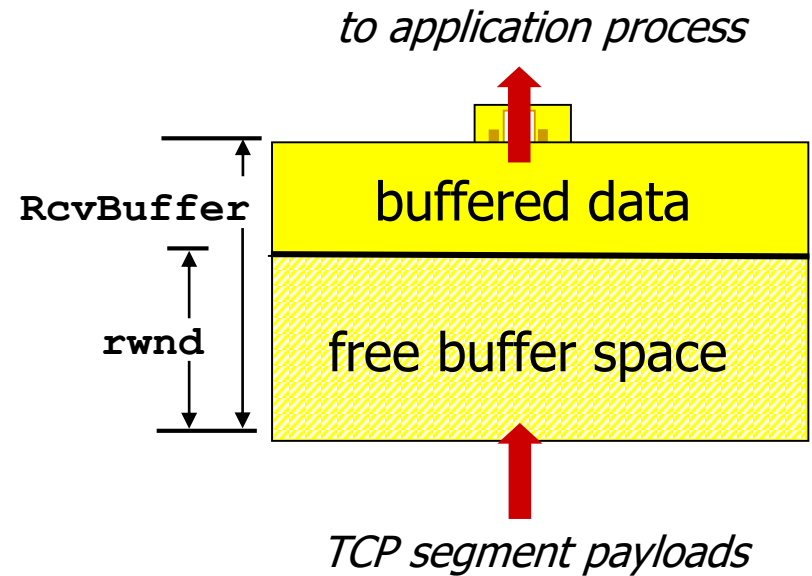 to application process
RcvBuffer
buffered data
rwnd
free buffer space
TCP segment payloads